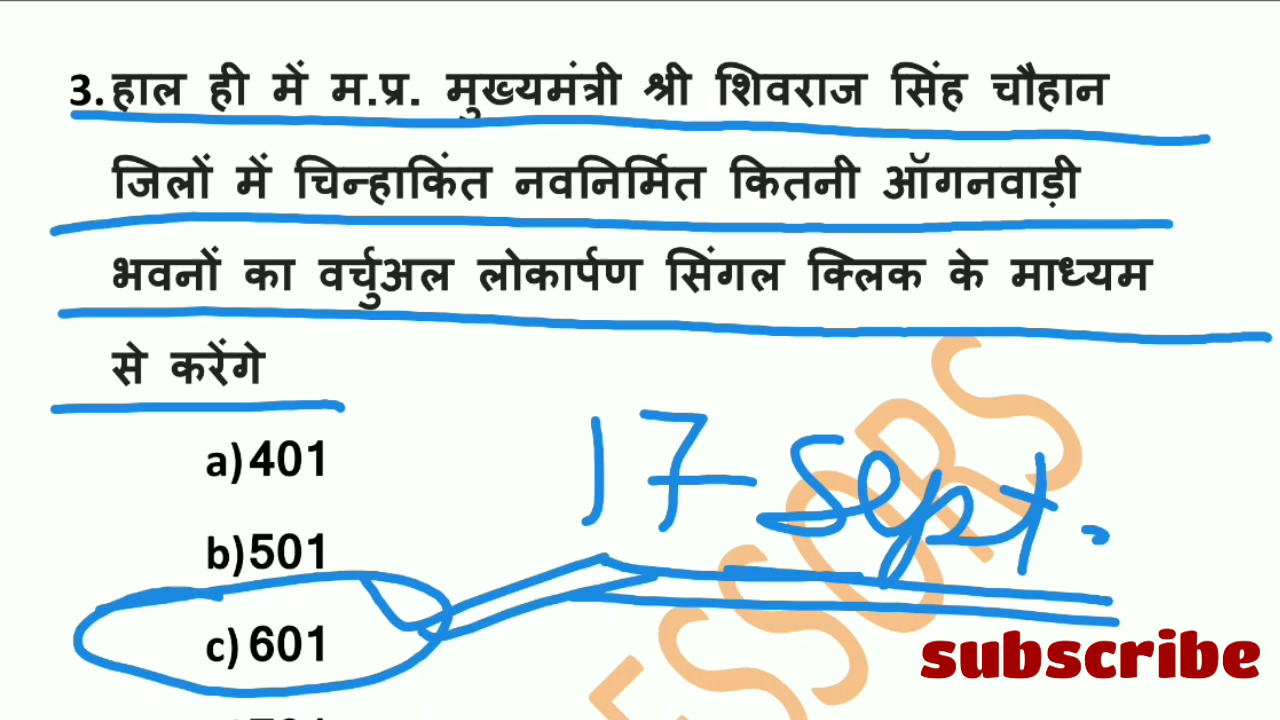 3. हाल ही में म.प्र. मुख्यमंत्री श्री शिवराज सिंह चौहान
जिलों में चिन्हाकिंत नवनिर्मित कितनी ऑगनवाड़ी
भवनों का वर्चुअल लोकार्पण सिंगल क्लिक के माध्यम
से करेंगे
a) 401
17 Sept.
b) 501
c) 601
subscribe